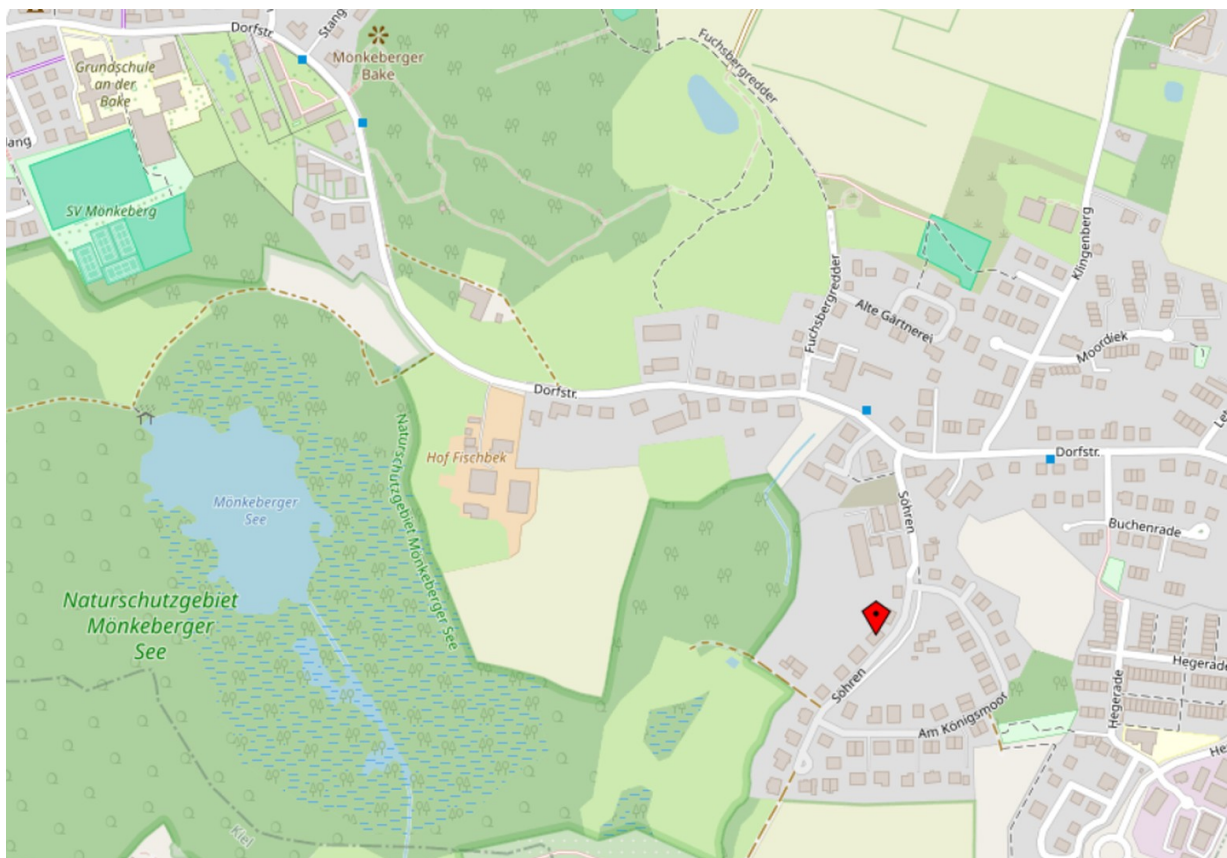 Dorfstr.
Stang
Mönkeberger
Bake
Fuchsbergredder
Grundschule
an der
Bake
lang
SV Mönkeberg
Klingenberg
Fuchsbergredder
Alte Gärtnerei
Moordiek
Dorfstr.
Naturschutzgebiet Mönkeberger See
Hof Fischbek
Dorfstr.
Söhren
Mönkeberger
See
Buchenrade
Naturschutzgebiet
Mönkeberger
See
Söhren
Hegerade
Hegerade
Am Königsmoor
Kiel